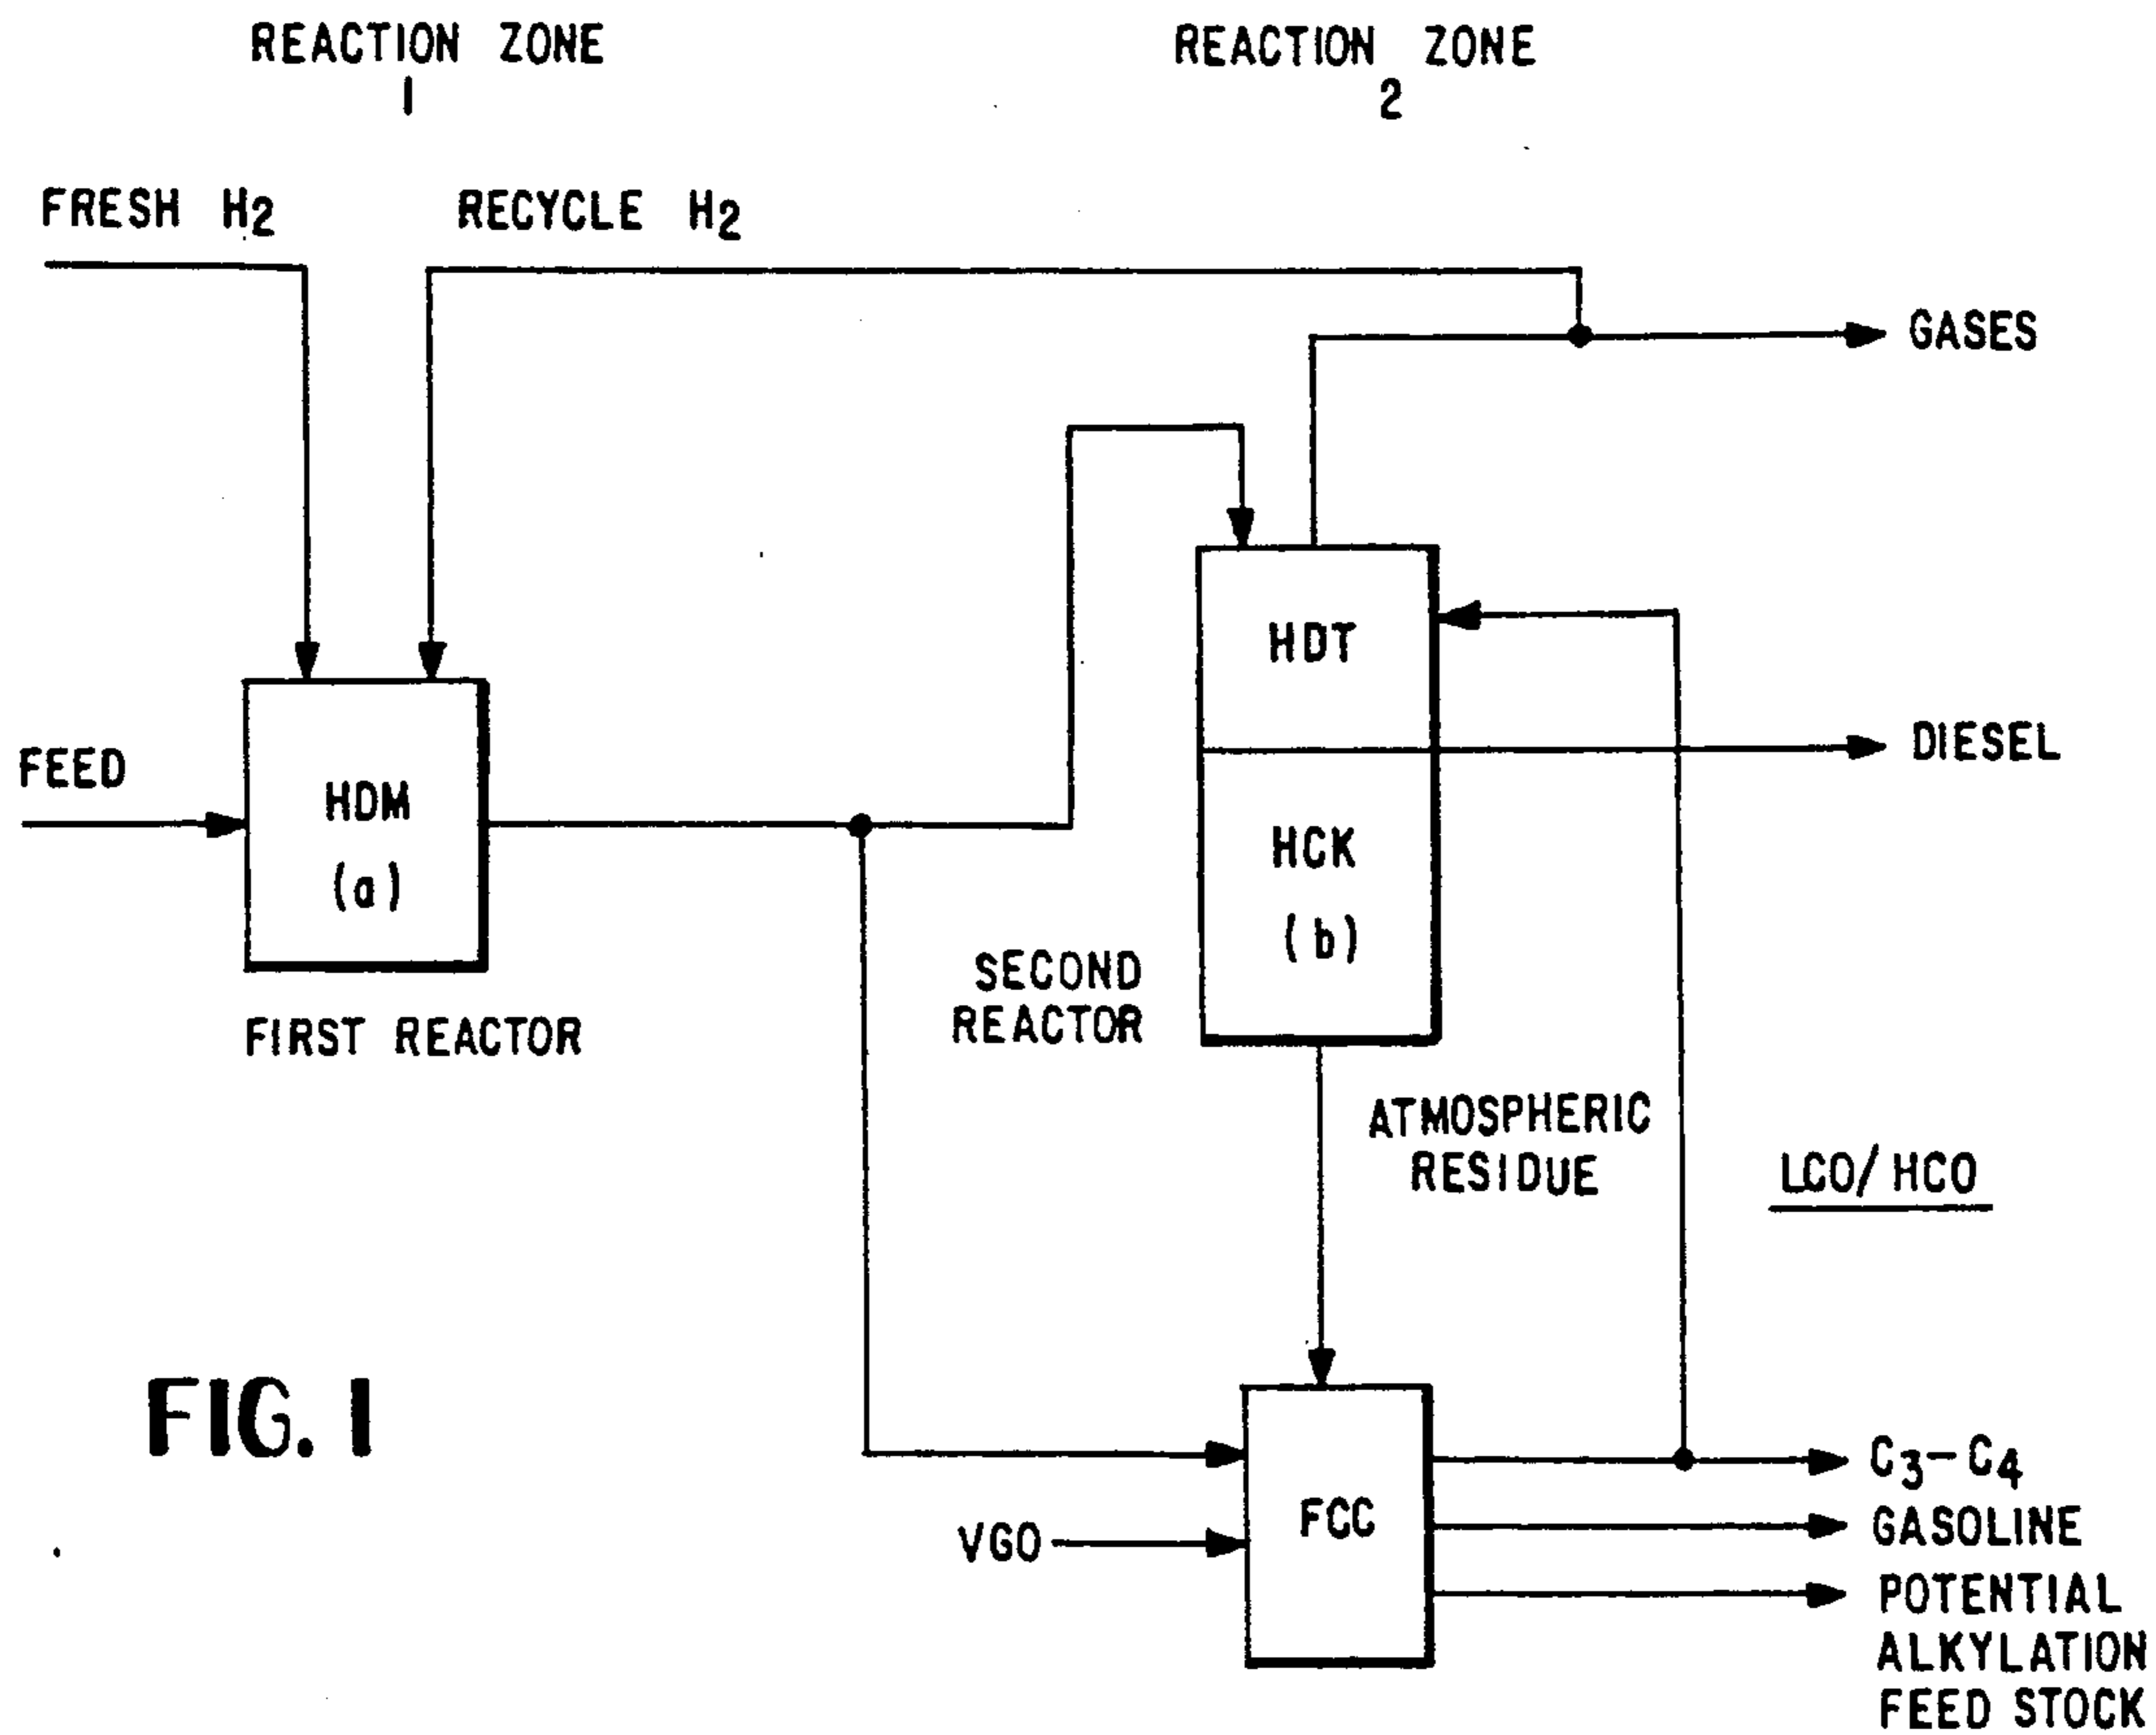 REACTION ZONE
1
REACTION ZONE
2
FRESH H2
RECYCLE H2
GASES
HDT
FEED
HDM
(a)
DIESEL
HCK
(b)
SECOND
REACTOR
FIRST REACTOR
ATMOSPHERIC
RESIDUE
LCO/HCO
FIG. 1
C3-C4
VGO
FCC
GASOLINE
POTENTIAL
ALKYLATION
FEED STOCK